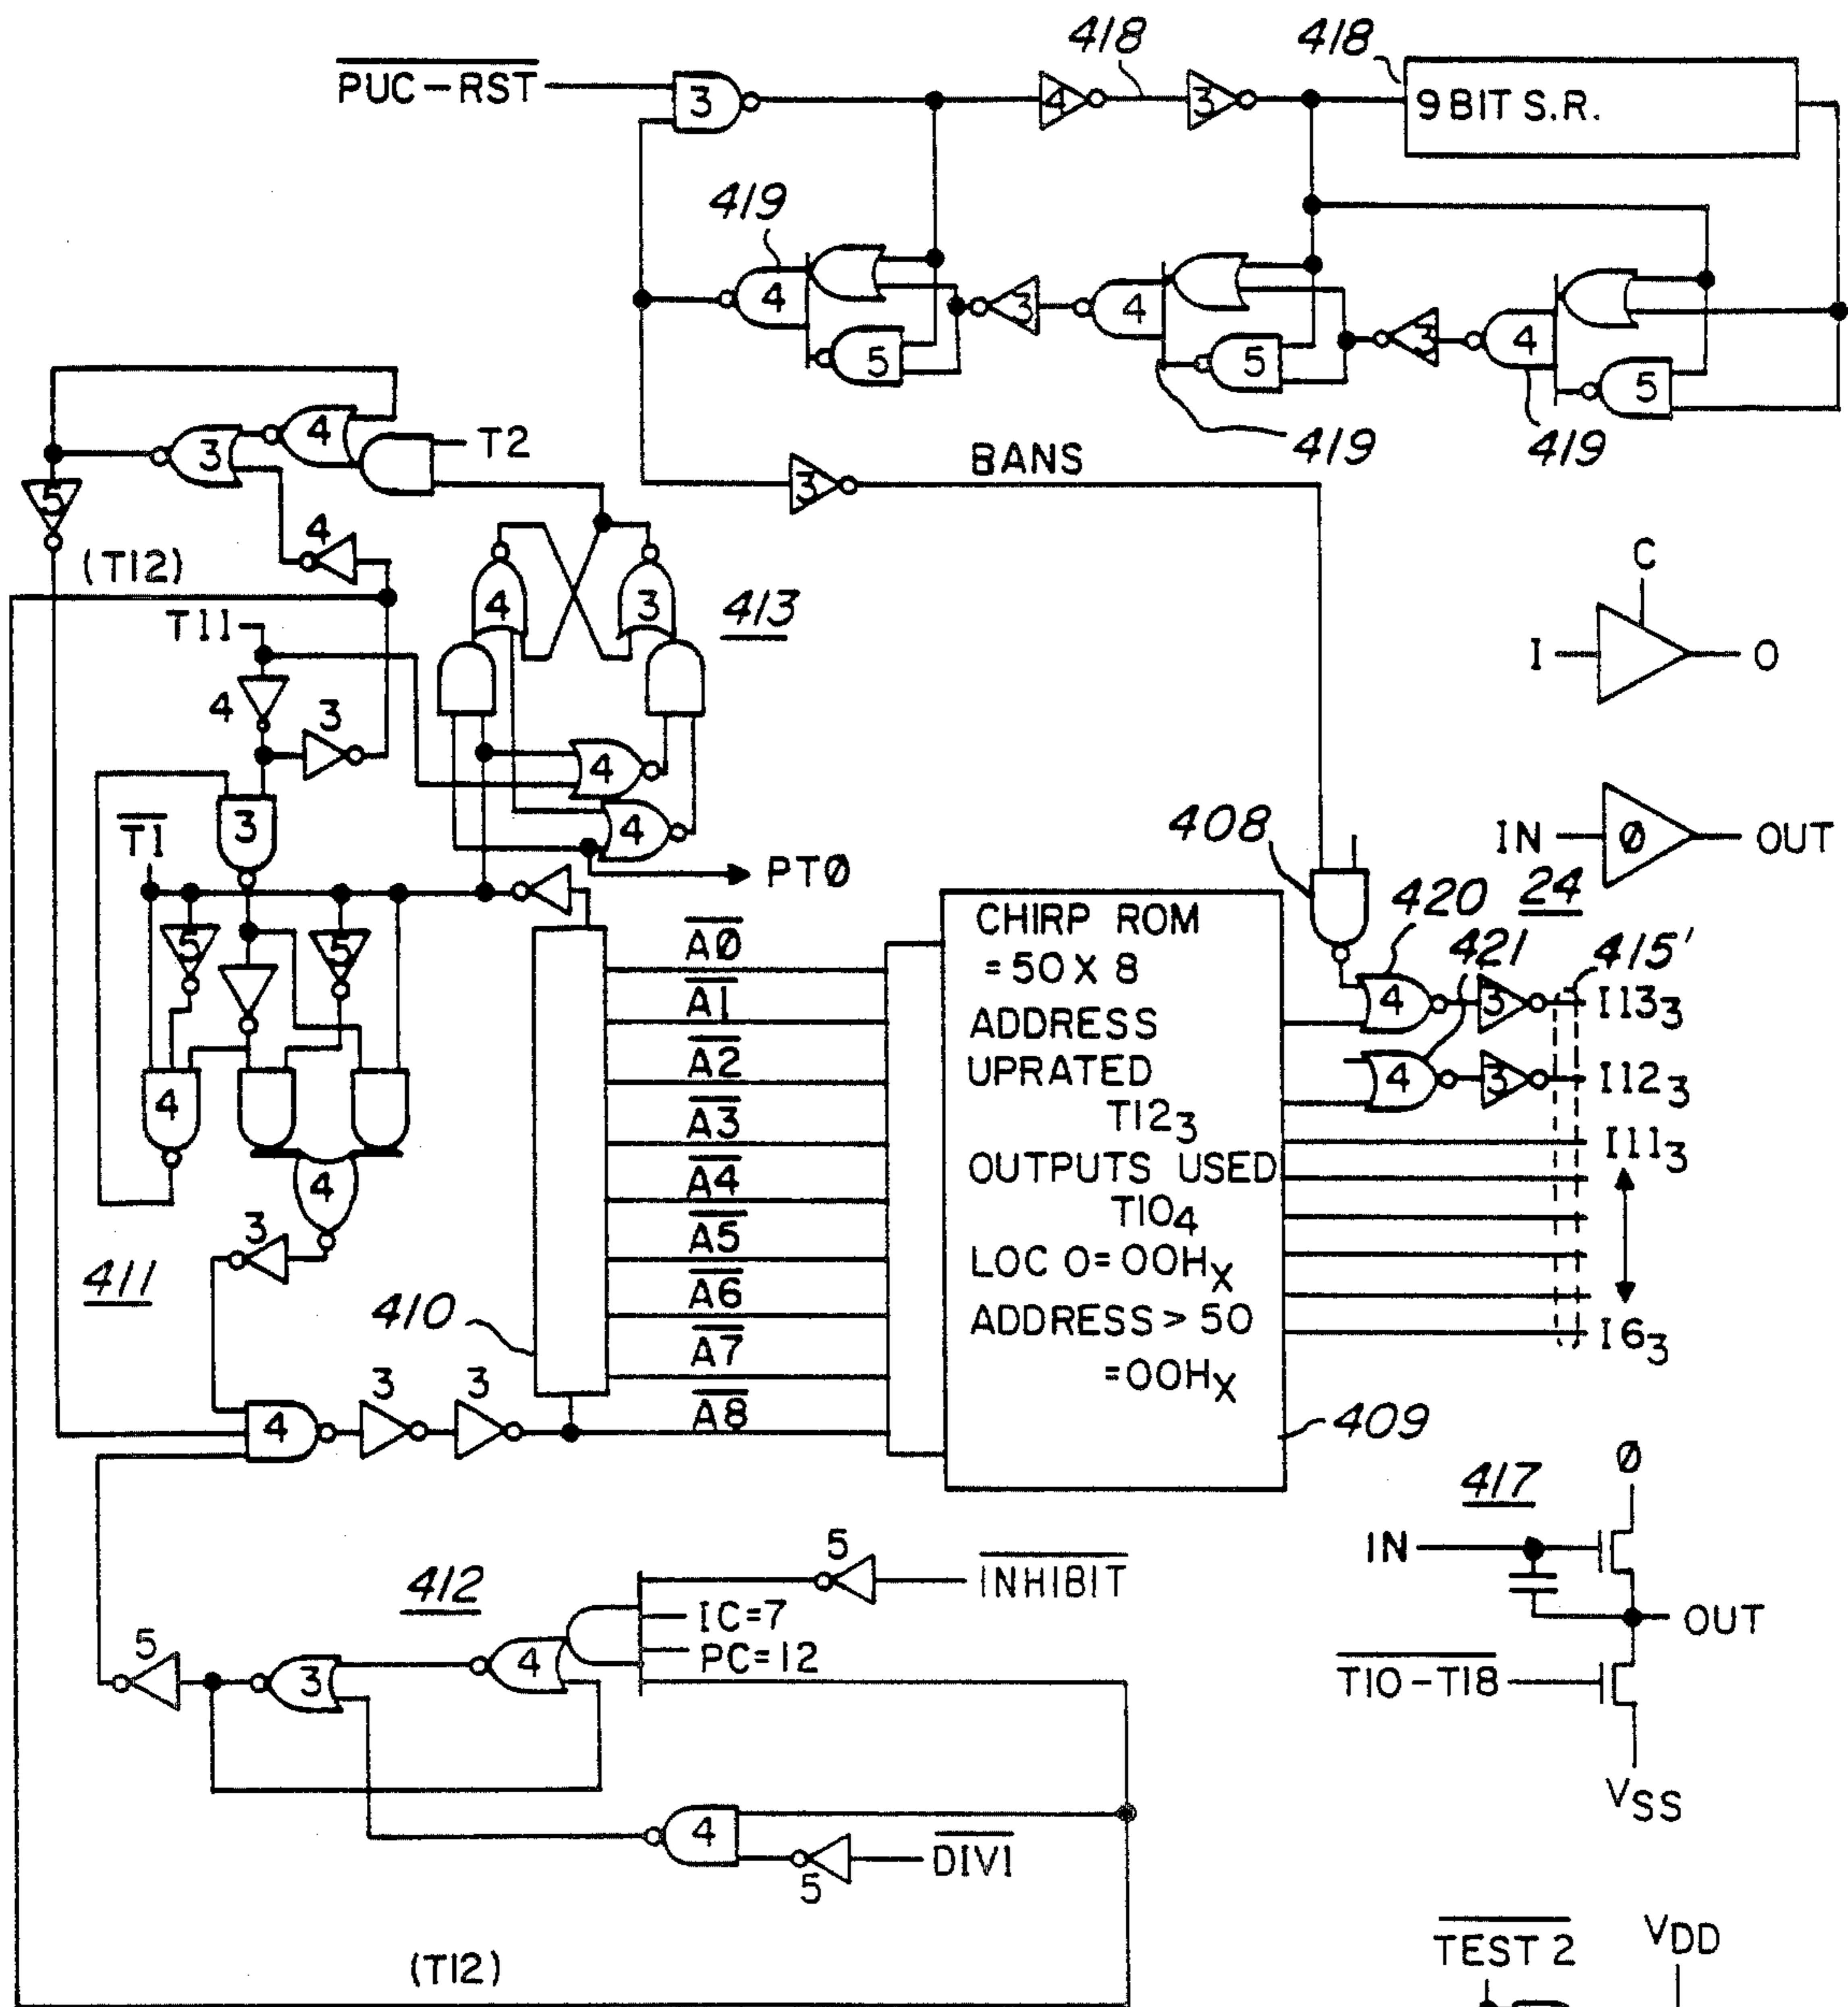 418
418
PUC-RST
3
4
3
9 BIT S.R.
419
4
5
3
4
5
3
4
5
419
419
4
T2
3
5
BANS
3
4
(T12)
C
T11
4
3
413
I
O
4
3
4
3
T1
4
408
IN
Ø
OUT
PTØ
420
24
5
5
CHIRP ROM
= 50 X 8
ADDRESS
UPRATED
T12₃
OUTPUTS USED
T10₄
LOC 0=00Hₓ
ADDRESS > 50
=00Hₓ
421
415'
AØ
4
3
I13₃
A1
A2
4
3
I12₃
4
A3
I11₃
A4
4
A5
3
411
A6
410
I6₃
A7
3
3
A8
4
409
417
Ø
412
5
INHIBIT
IN
IC=7
OUT
5
4
PC=12
3
T10-T18
VSS
4
DIV1
5
TEST 2
VDD
(T12)